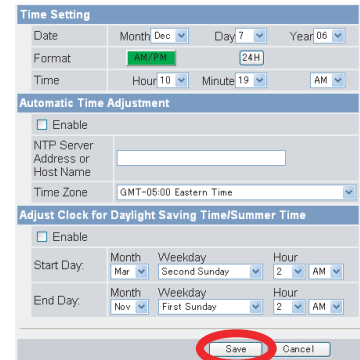 Time Setting
Date Month Dec Day 7 Year 06
Format AM/PM 24H
Time Hour 10 Minute 19 AM
Automatic Time Adjustment
Enable
NTP Server
Address or
Host Name
Time Zone GMT-05:00 Eastern Time
Adjust Clock for Daylight Saving Time/Summer Time
Enable
Month Weekday Hour
Start Day: Mar Second Sunday 2 AM
Month Weekday Hour
End Day: Nov First Sunday 2 AM
Save Cancel